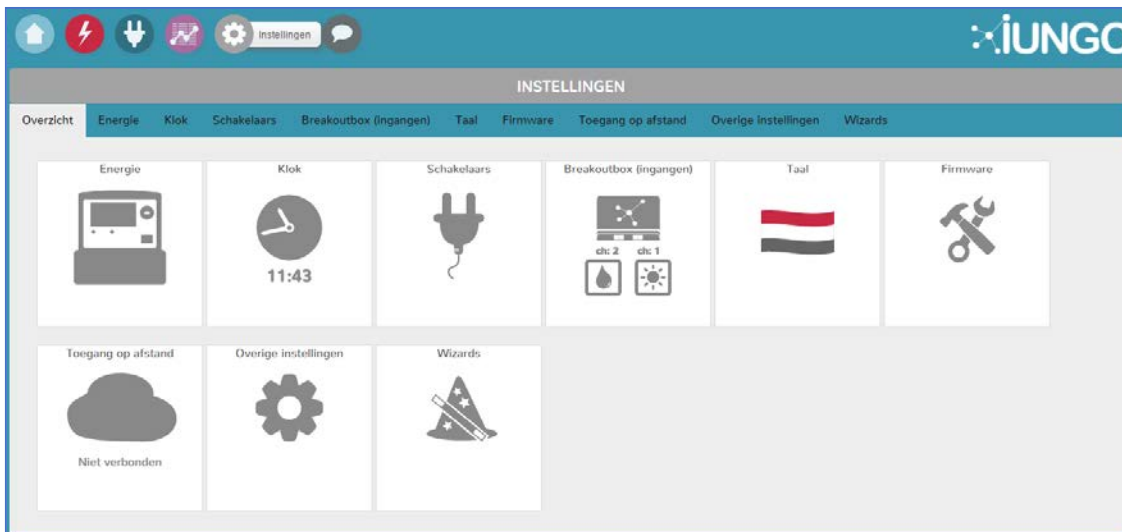 Instellingen
iUNGO
INSTELLINGEN
Overzicht Energie Klok Schakelaars Breakoutbox (ingangen) Taal Firmware Toegang op afstand Overige instellingen Wizards
Energie Klok Schakelaars Breakoutbox (ingangen) Taal Firmware
ch: 2 ch: 1
11:43
Toegang op afstand Overige instellingen Wizards
Niet verbonden